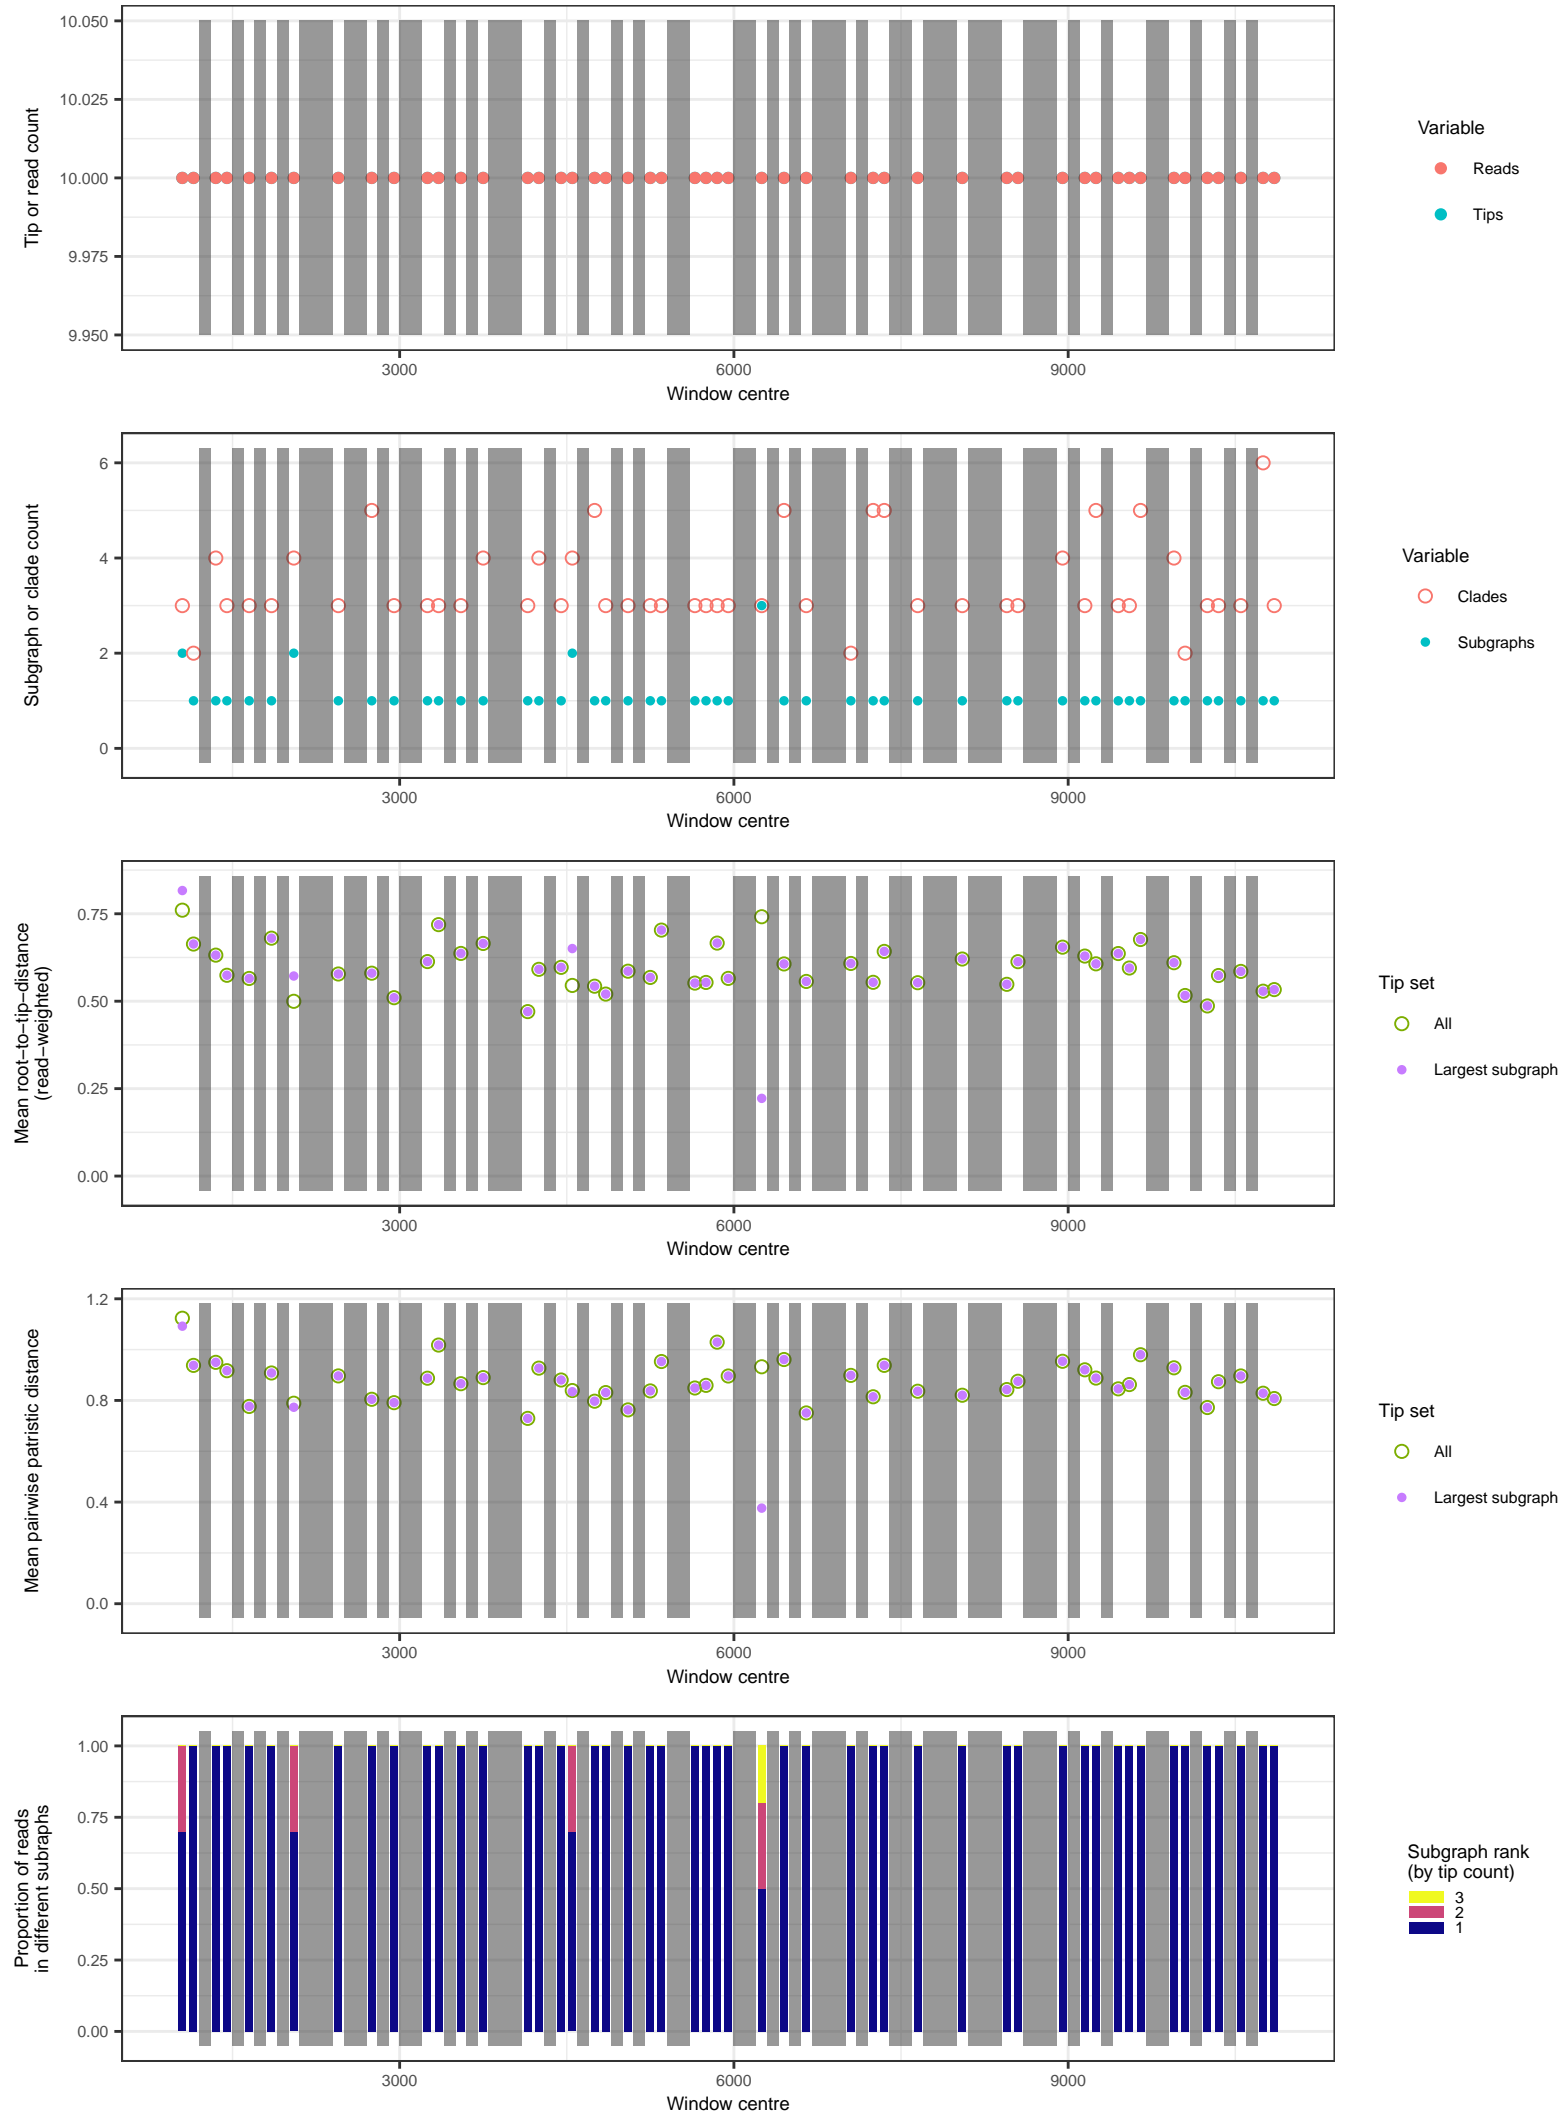 10.050
10.025
10.000
9.975
9.950
Tip or read count
3000 6000 9000
Window centre
Variable
Reads
Tips
6
4
2
0
Subgraph or clade count
3000 6000 9000
Window centre
Variable
Clades
Subgraphs
0.75
0.50
0.25
0.00
Mean root−to−tip−distance
(read−weighted)
3000 6000 9000
Window centre
Tip set
All
Largest subgraph
1.2
0.8
0.4
0.0
Mean pairwise patristic distance
3000 6000 9000
Window centre
Tip set
All
Largest subgraph
1.00
0.75
0.50
0.25
0.00
Proportion of reads
in different subraphs
3000 6000 9000
Window centre
Subgraph rank
(by tip count)
3
2
1